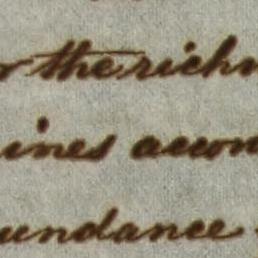 r the richn
ines accom
undance